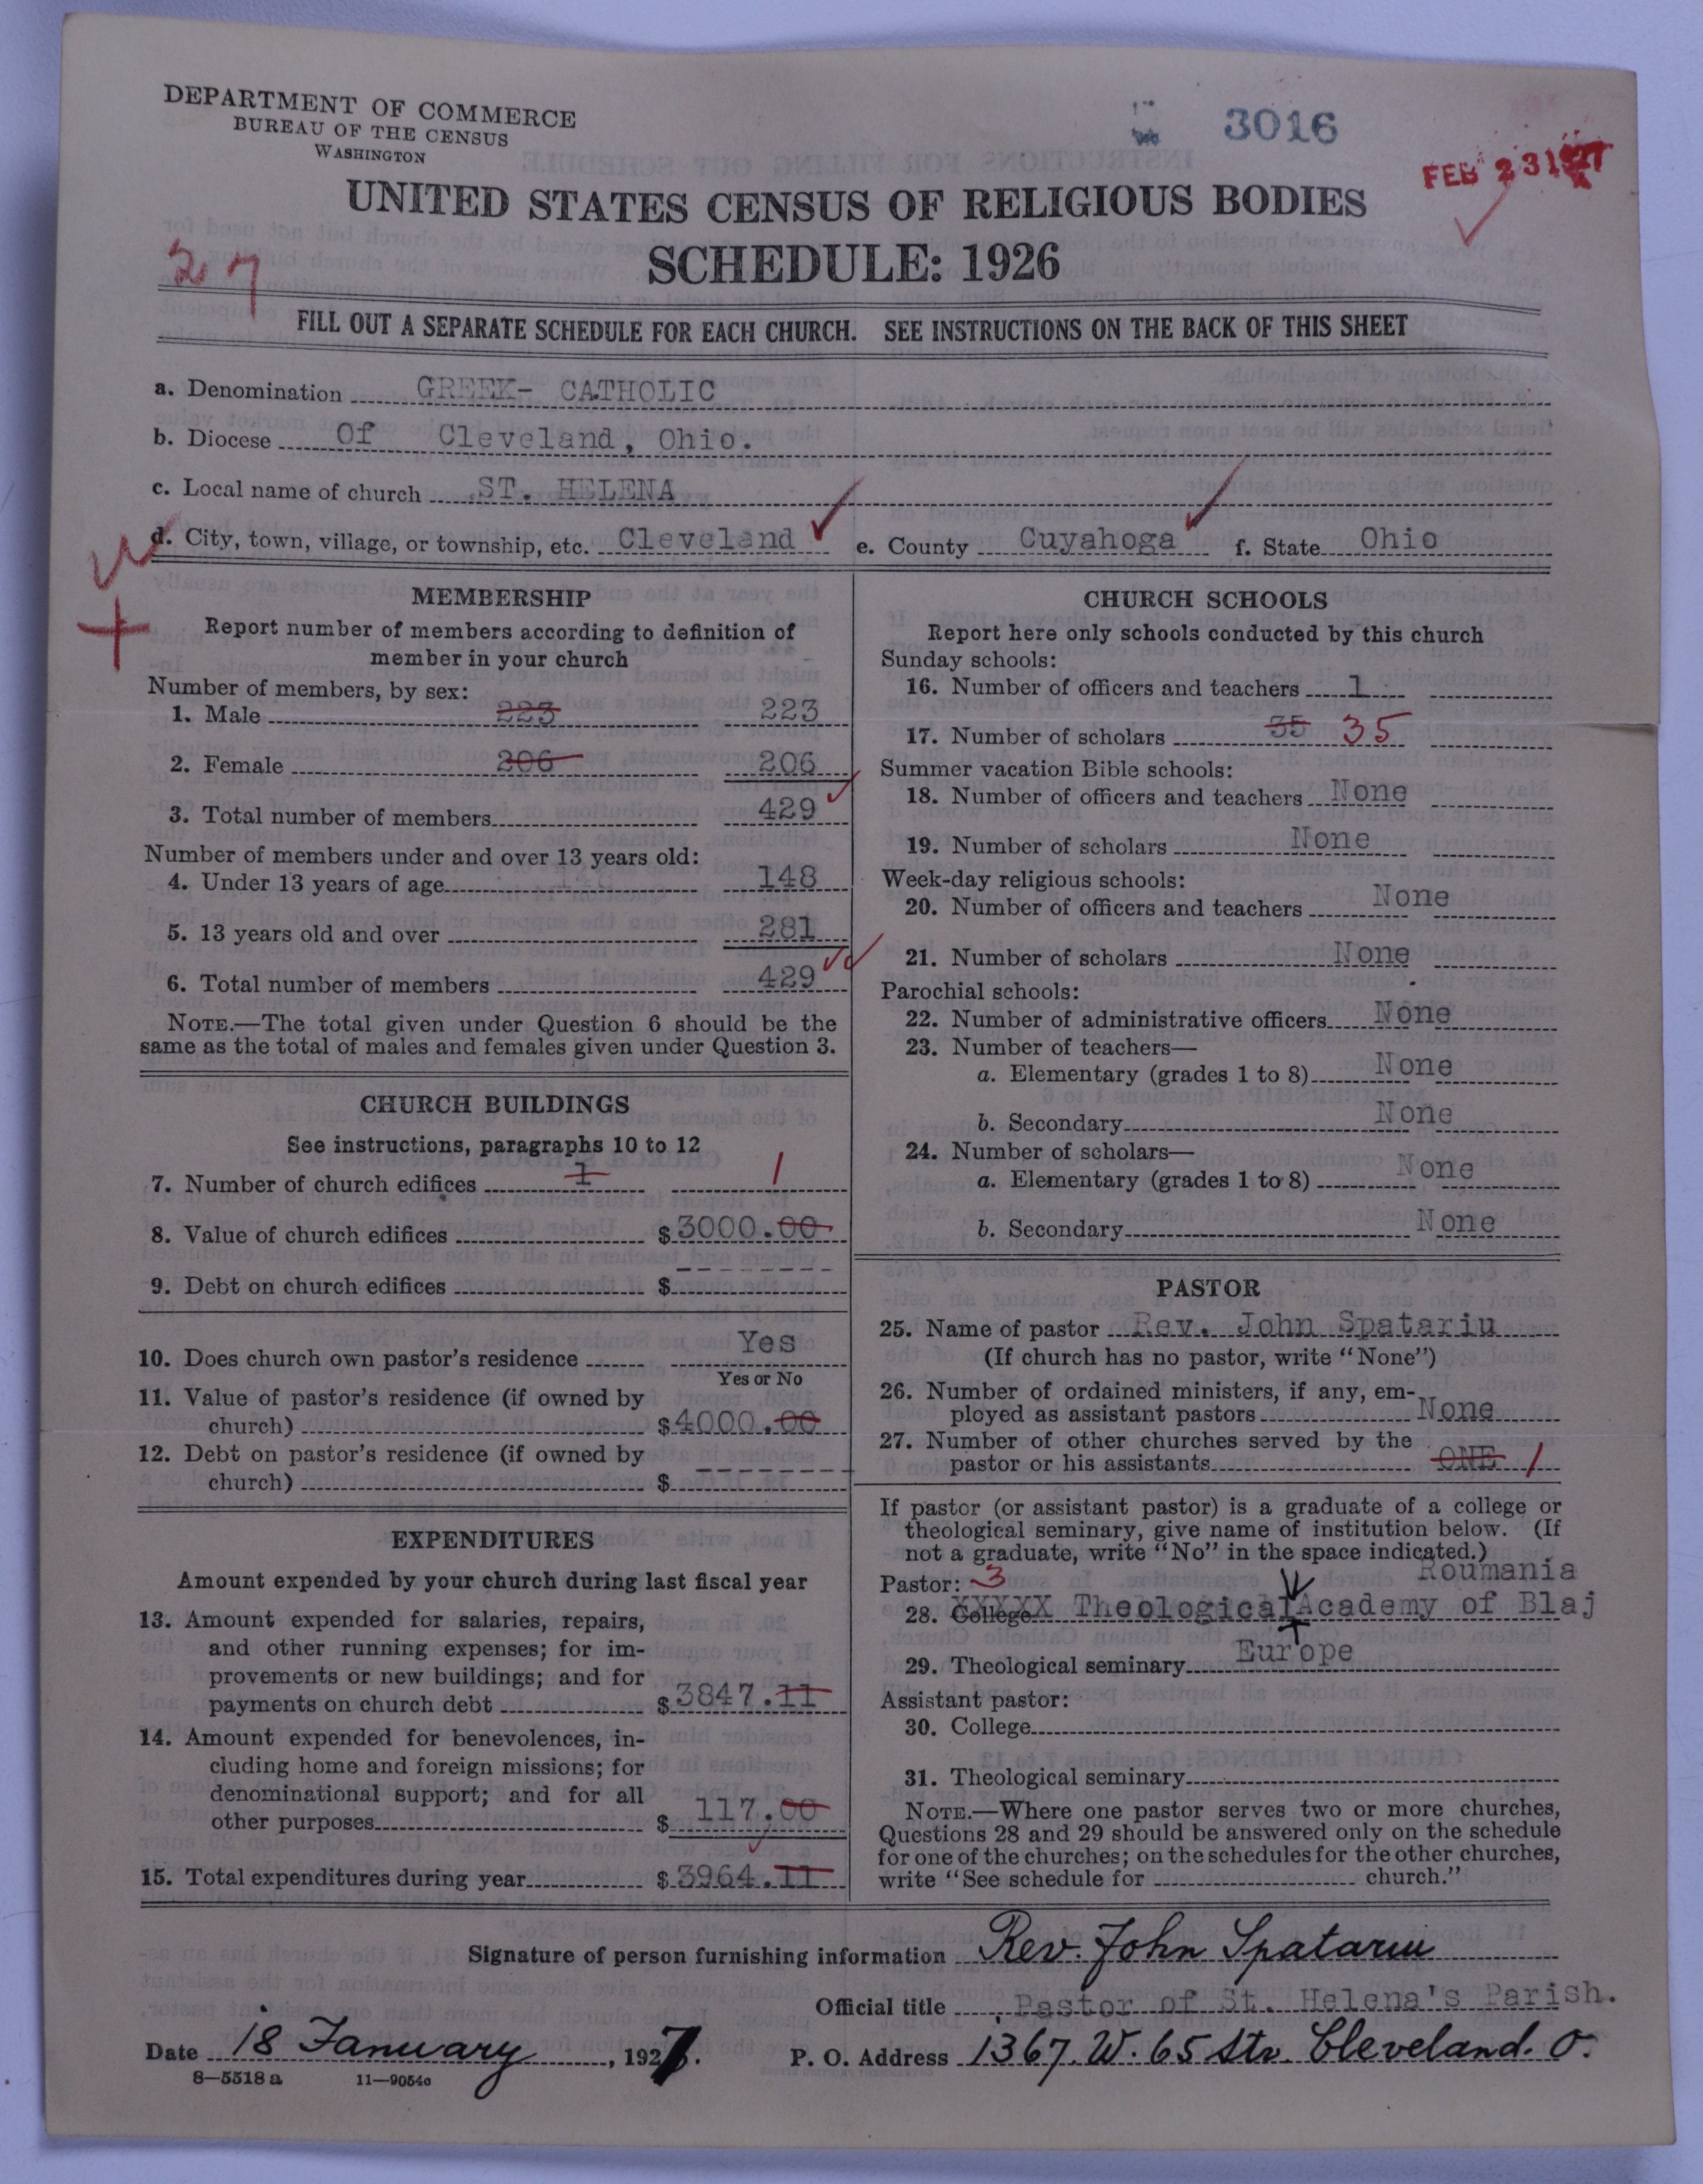 DEPARTMENT OF COMMERCE
BUREAU OF THE CENSUS
WASHINGTON
3016
FEB 23 1927
UNITED STATES CENSUS OF RELIGIOUS BODIES
SCHEDULE: 1926
27
FILL OUT A SEPARATE SCHEDULE FOR EACH CHURCH. SEE INSTRUCTIONS ON THE BACK OF THIS SHEET
a. Denomination GREEK- CATHOLIC
b. Diocese Of Cleveland, Ohio.
c. Local name of church ST. HELENA
d. City, town, village, or township, etc. Cleveland e. County Cuyahoga f. State Ohio
MEMBERSHIP
Report number of members according to definition of
member in your church
Number of members, by sex:
1. Male 223 223
2. Female 206 206
3. Total number of members 429
Number of members under and over 13 years old:
4. Under 13 years of age 148
5. 13 years old and over 281
6. Total number of members 429
NOTE.—The total given under Question 6 should be the
same as the total of males and females given under Question 3.
CHURCH BUILDINGS
See instructions, paragraphs 10 to 12
7. Number of church edifices 1 1
8. Value of church edifices $3000.00
9. Debt on church edifices $ -------
10. Does church own pastor's residence Yes
Yes or No
11. Value of pastor's residence (if owned by
church) $4000.00
12. Debt on pastor's residence (if owned by
church) $ -------
EXPENDITURES
Amount expended by your church during last fiscal year
13. Amount expended for salaries, repairs,
and other running expenses; for im-
provements or new buildings; and for
payments on church debt $3847.11
14. Amount expended for benevolences, in-
cluding home and foreign missions; for
denominational support; and for all
other purposes $ 117.00
15. Total expenditures during year $3964.11
CHURCH SCHOOLS
Report here only schools conducted by this church
Sunday schools:
16. Number of officers and teachers 1
17. Number of scholars 35 35
Summer vacation Bible schools:
18. Number of officers and teachers None
19. Number of scholars None
Week-day religious schools:
20. Number of officers and teachers None
21. Number of scholars None
Parochial schools:
22. Number of administrative officers None
23. Number of teachers—
a. Elementary (grades 1 to 8) None
b. Secondary None
24. Number of scholars—
a. Elementary (grades 1 to 8) None
b. Secondary None
PASTOR
25. Name of pastor Rev. John Spatariu
(If church has no pastor, write "None")
26. Number of ordained ministers, if any, em-
ployed as assistant pastors None
27. Number of other churches served by the
pastor or his assistants ONE 1
If pastor (or assistant pastor) is a graduate of a college or
theological seminary, give name of institution below. (If
not a graduate, write "No" in the space indicated.)
Pastor: 3 Roumania
28. College XXXXX Theological Academy of Blaj
Europe
29. Theological seminary
Assistant pastor:
30. College
31. Theological seminary
NOTE.—Where one pastor serves two or more churches,
Questions 28 and 29 should be answered only on the schedule
for one of the churches; on the schedules for the other churches,
write "See schedule for church."
Signature of person furnishing information Rev. John Spatariu
Official title Pastor of St. Helena's Parish.
Date 18 January, 1927. P. O. Address 1367. W. 65 Str. Cleveland. O.
8—5518 a 11—9054o